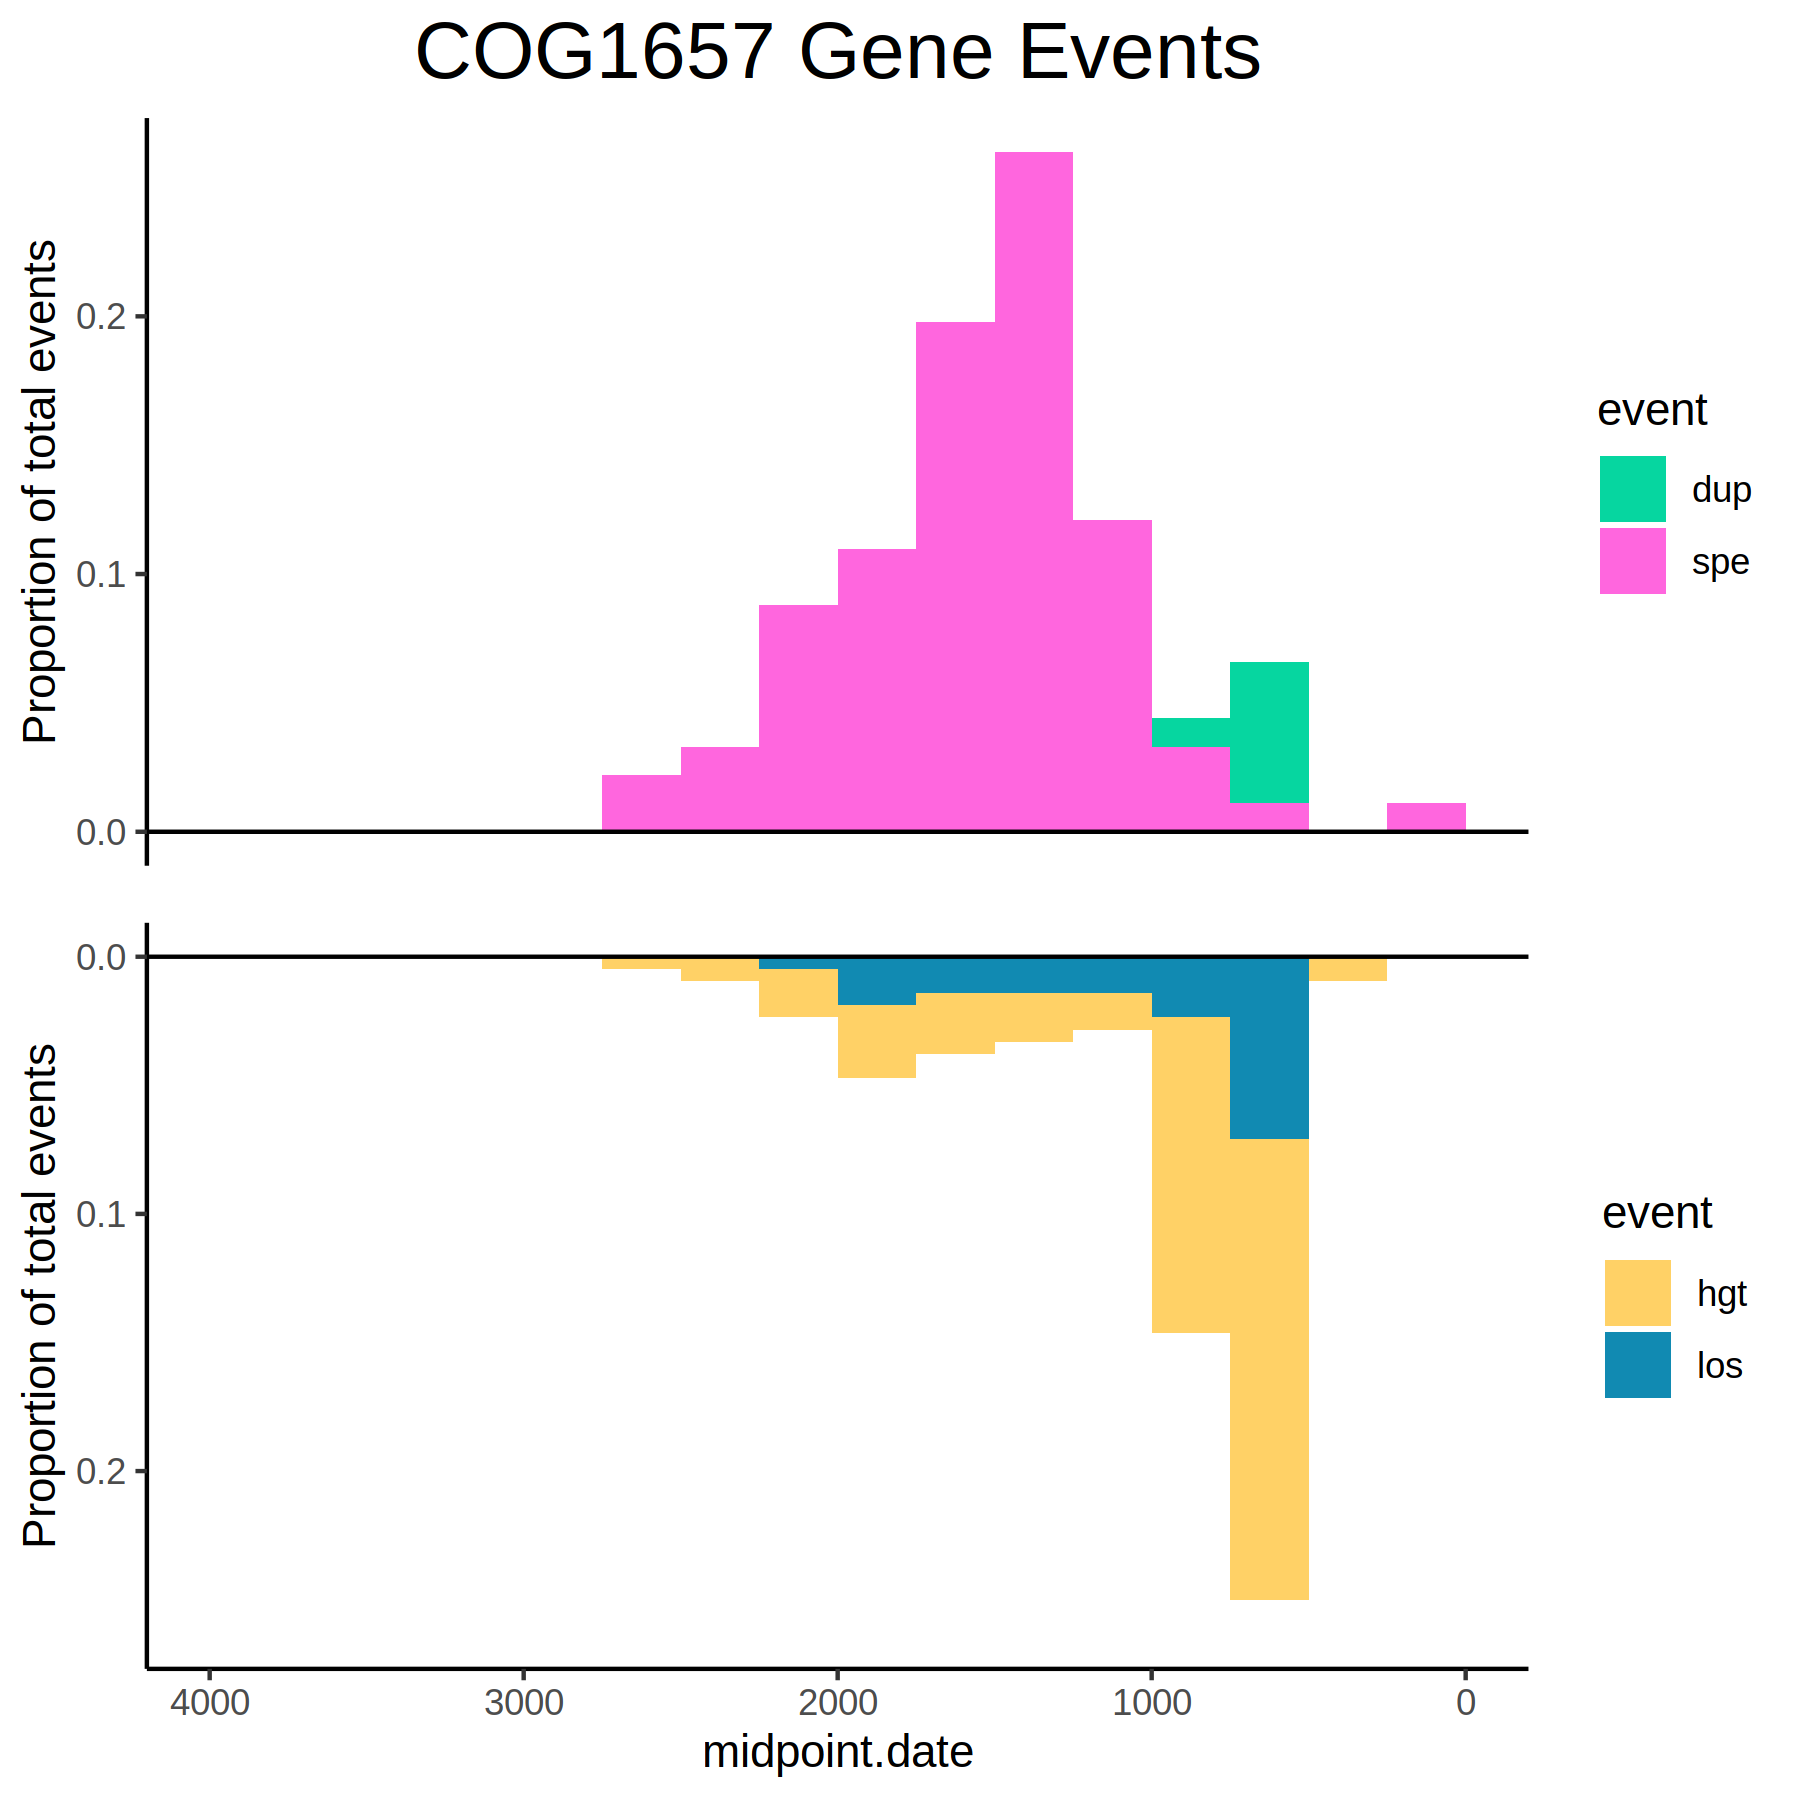 COG1657 Gene Events
Proportion of total events
0.2
0.1
0.0
event
dup
spe
Proportion of total events
0.0
0.1
0.2
event
hgt
los
4000 3000 2000 1000 0
midpoint.date